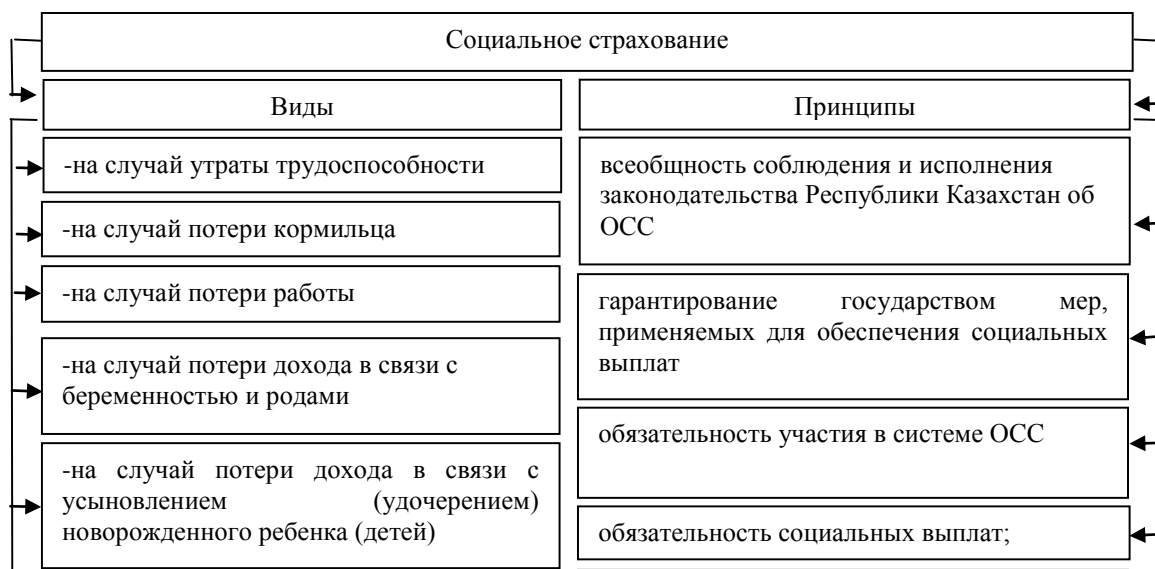 Социальное страхование
Виды
Принципы
-на случай утраты трудоспособности
-на случай потери кормильца
-на случай потери работы
-на случай потери дохода в связи с
беременностью и родами
-на случай потери дохода в связи с
усыновлением (удочерением)
новорожденного ребенка (детей)
всеобщность соблюдения и исполнения
законодательства Республики Казахстан об
ОСС
гарантирование государством мер,
применяемых для обеспечения социальных
выплат
обязательность участия в системе ОСС
обязательность социальных выплат;